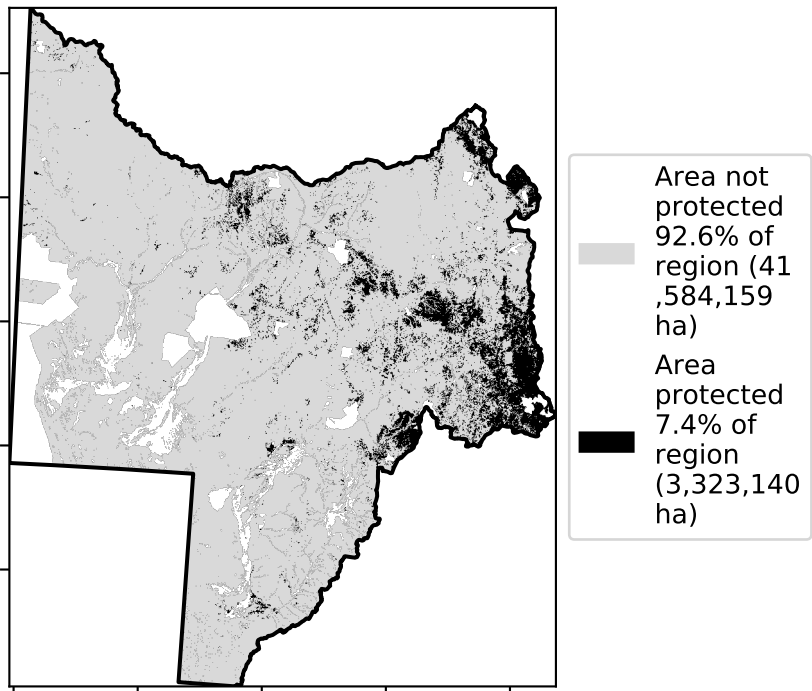 Area not
protected
92.6% of
region (41
,584,159
ha)
Area
protected
7.4% of
region
(3,323,140
ha)